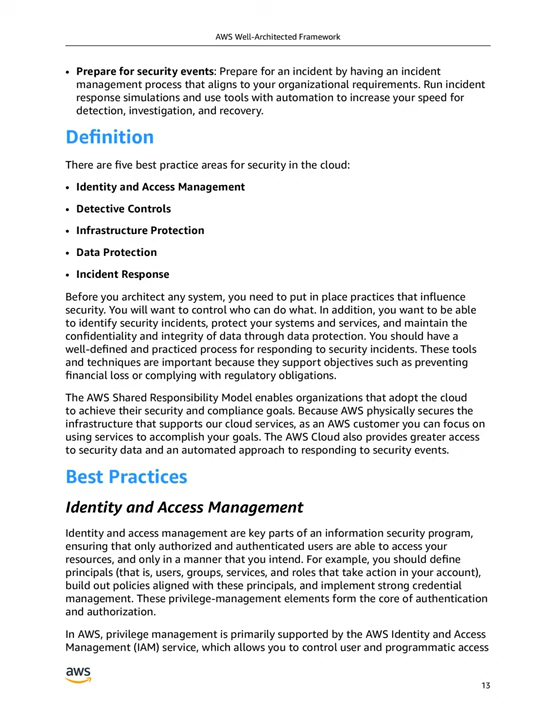 AWS Well-Architected Framework
• Prepare for security events: Prepare for an incident by having an incident
management process that aligns to your organizational requirements. Run incident
response simulations and use tools with automation to increase your speed for
detection, investigation, and recovery.
Definition
There are five best practice areas for security in the cloud:
• Identity and Access Management
• Detective Controls
• Infrastructure Protection
• Data Protection
• Incident Response
Before you architect any system, you need to put in place practices that influence
security. You will want to control who can do what. In addition, you want to be able
to identify security incidents, protect your systems and services, and maintain the
confidentiality and integrity of data through data protection. You should have a
well-defined and practiced process for responding to security incidents. These tools
and techniques are important because they support objectives such as preventing
financial loss or complying with regulatory obligations.
The AWS Shared Responsibility Model enables organizations that adopt the cloud
to achieve their security and compliance goals. Because AWS physically secures the
infrastructure that supports our cloud services, as an AWS customer you can focus on
using services to accomplish your goals. The AWS Cloud also provides greater access
to security data and an automated approach to responding to security events.
Best Practices
Identity and Access Management
Identity and access management are key parts of an information security program,
ensuring that only authorized and authenticated users are able to access your
resources, and only in a manner that you intend. For example, you should define
principals (that is, users, groups, services, and roles that take action in your account),
build out policies aligned with these principals, and implement strong credential
management. These privilege-management elements form the core of authentication
and authorization.
In AWS, privilege management is primarily supported by the AWS Identity and Access
Management (IAM) service, which allows you to control user and programmatic access
aws
13